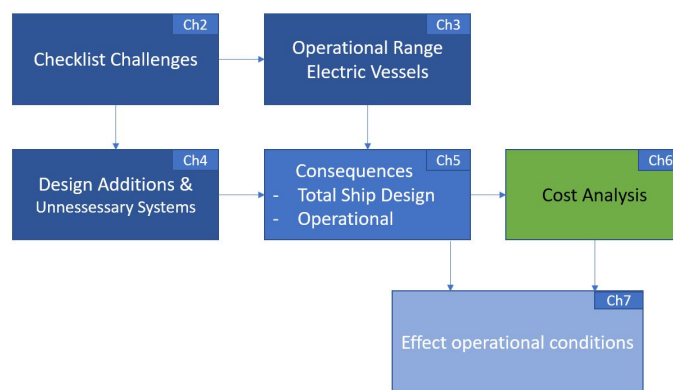 Ch2
Checklist Challenges
Ch3
Operational Range
Electric Vessels
Ch4
Design Additions &
Unnessessary Systems
Ch5
Consequences
- Total Ship Design
- Operational
Ch6
Cost Analysis
Ch7
Effect operational conditions